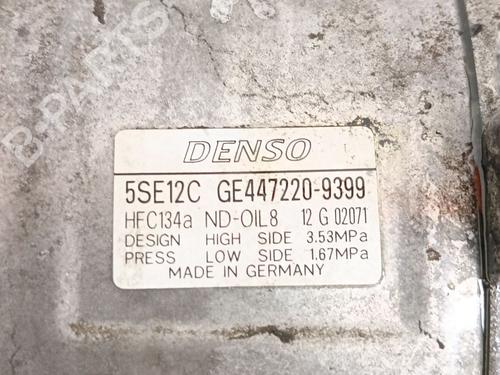 B-PARTS
DENSO
5SE12C GE447220-9399
HFC134a ND-OIL8 12 G 02071
DESIGN HIGH SIDE 3.53MPa
PRESS LOW SIDE 1.67MPa
MADE IN GERMANY